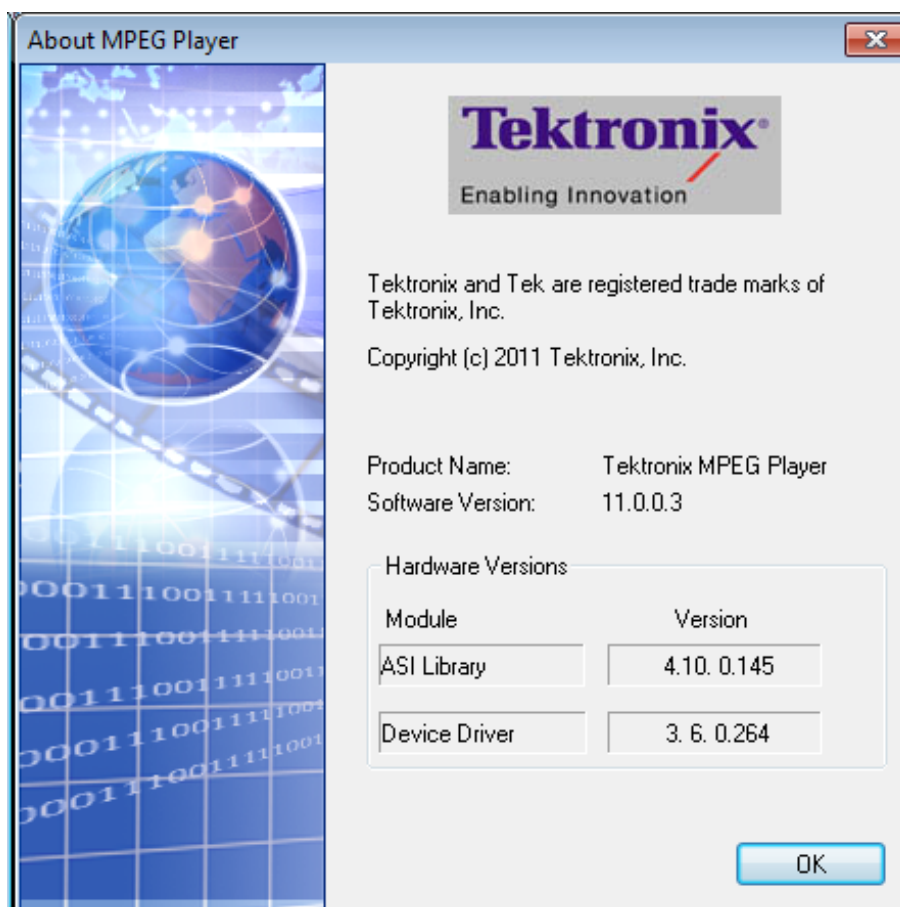 About MPEG Player
Tektronix®
Enabling Innovation
Tektronix and Tek are registered trade marks of
Tektronix, Inc.
Copyright (c) 2011 Tektronix, Inc.
Product Name: Tektronix MPEG Player
Software Version: 11.0.0.3
Hardware Versions
Module Version
ASI Library 4.10. 0.145
Device Driver 3. 6. 0.264
OK